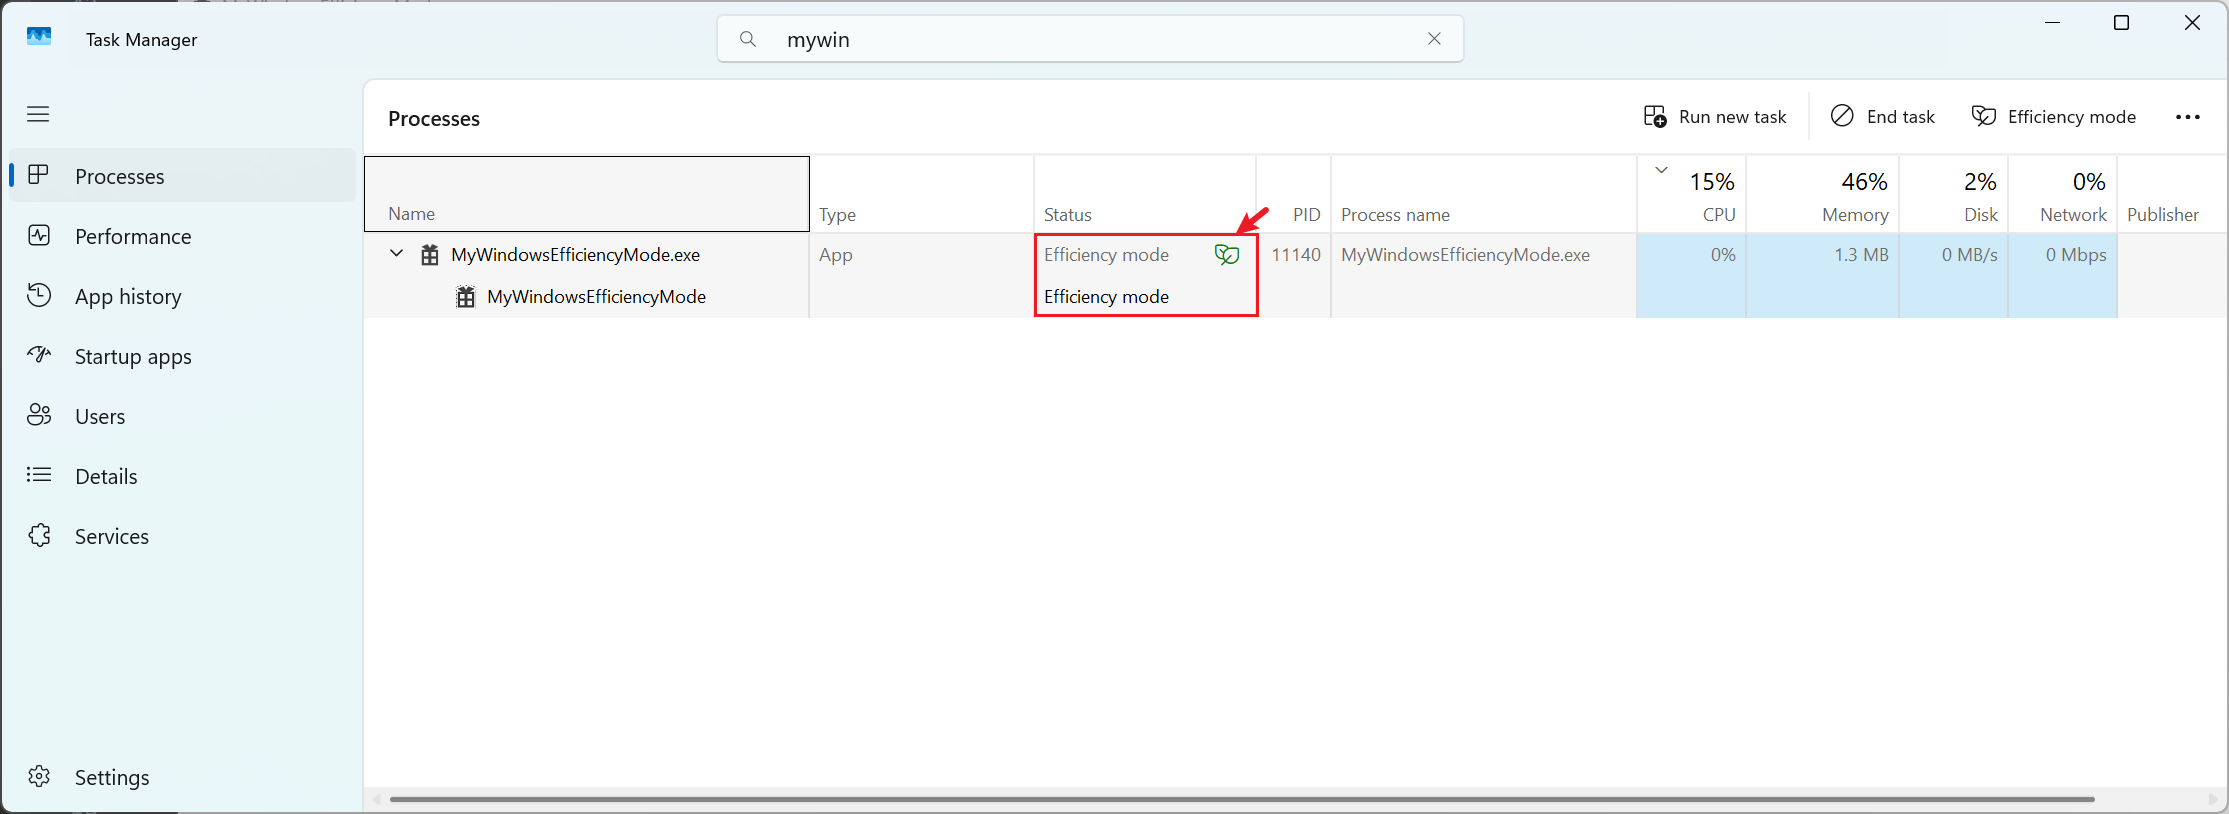 Task Manager
mywin
Processes
Run new task
End task
Efficiency mode
15% 46% 2% 0%
Name Type Status PID Process name CPU Memory Disk Network Publisher
MyWindowsEfficiencyMode.exe App Efficiency mode 11140 MyWindowsEfficiencyMode.exe 0% 1.3 MB 0 MB/s 0 Mbps
MyWindowsEfficiencyMode Efficiency mode
Processes
Performance
App history
Startup apps
Users
Details
Services
Settings